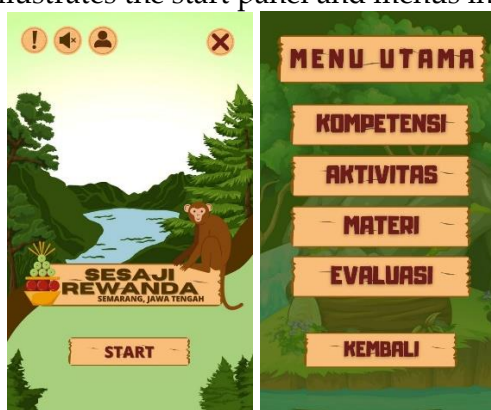 llustrates the start panel and menus in
!
SESAJI
REWANDA
SEMARANG, JAWA TENGAH
START
MENU UTAMA
KOMPETENSI
AKTIVITAS
MATERI
EVALUASI
KEMBALI